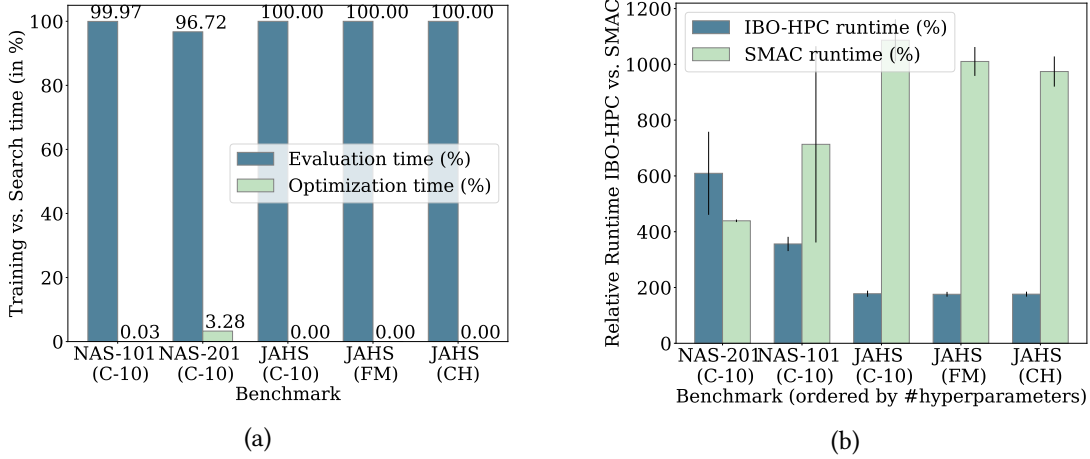 99.97
96.72
100.00
100.00
100.00
100
80
60
40
20
0
Training vs. Search time (in %)
Evaluation time (%)
Optimization time (%)
0.03
3.28
0.00
0.00
0.00
NAS-101
(C-10)
NAS-201
(C-10)
JAHS
(C-10)
JAHS
(FM)
JAHS
(CH)
Benchmark
(a)
1200
1000
800
600
400
200
0
Relative Runtime IBO-HPC vs. SMAC
IBO-HPC runtime (%)
SMAC runtime (%)
NAS-201
(C-10)
NAS-101
(C-10)
JAHS
(C-10)
JAHS
(FM)
JAHS
(CH)
Benchmark (ordered by #hyperparameters)
(b)